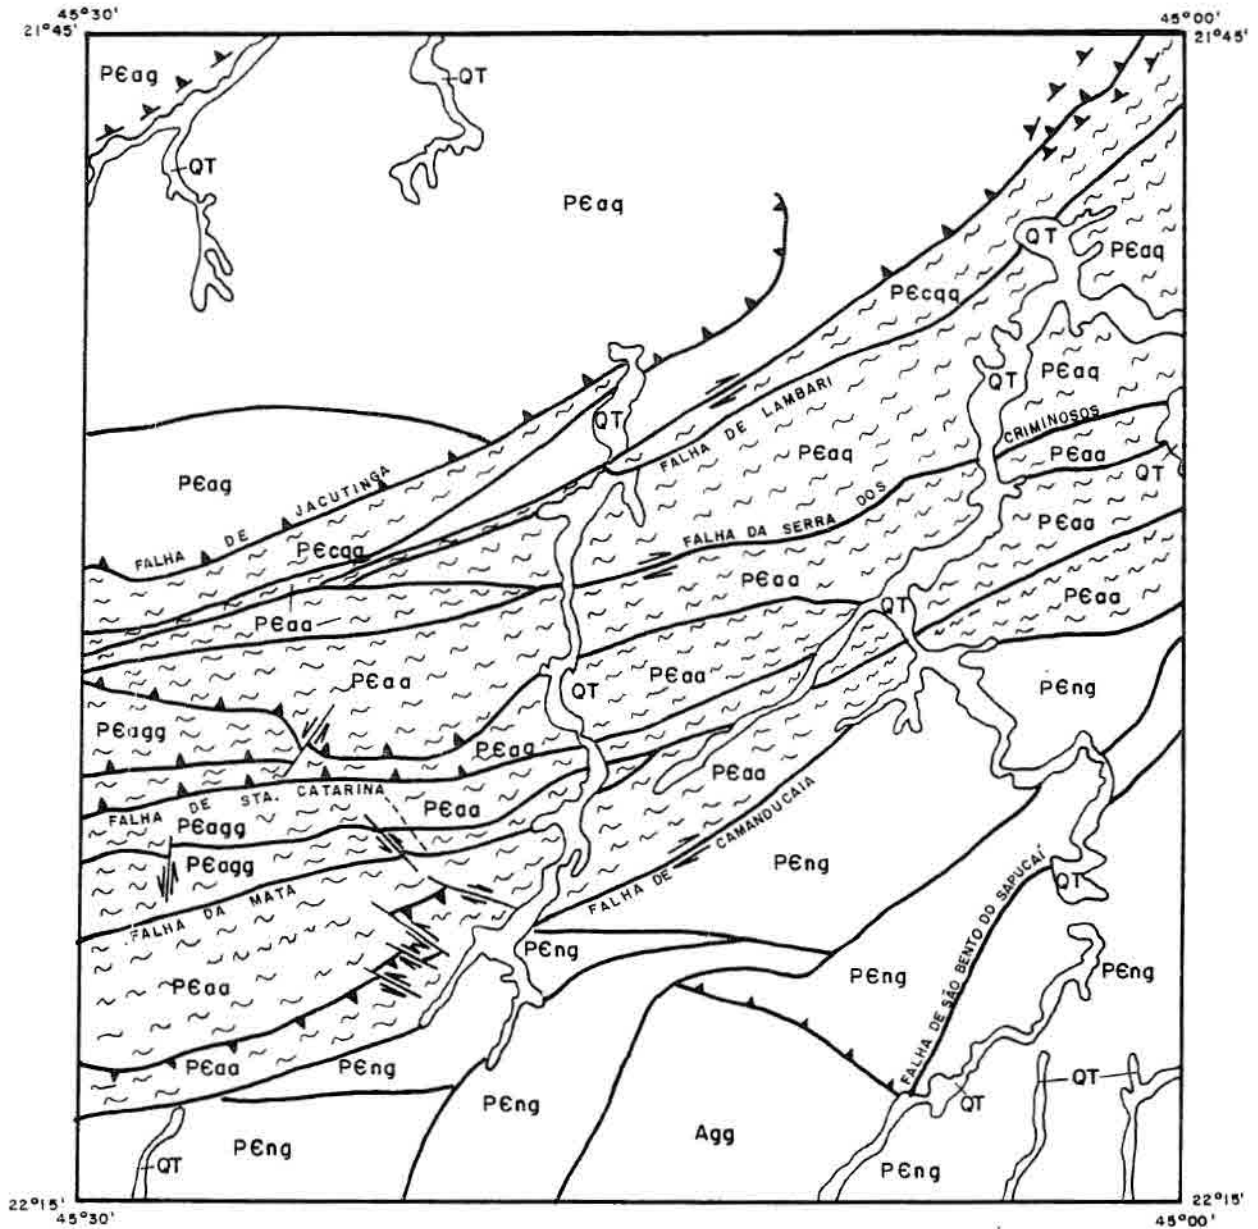 45°30'
45°00'
21°45'
21°45'
PЄag
QT
QT
PЄaq
QT
PЄaq
PЄcqq
QT
PЄaq
QT
FALHA DE LAMBARI
CRIMINOSOS
PЄag
FALHA DE JACUTINGA
PЄaq
PЄaa
QT
FALHA DA SERRA DOS
PЄcqq
PЄaa
PЄaa
PЄaa
QT
PЄaa
PЄaa
PЄaa
QT
PЄng
PЄagg
PЄaa
PЄaa
FALHA DE STA. CATARINA
PЄaa
PЄagg
PЄagg
FALHA DE CAMANDUCAIA
PЄng
QT
FALHA DA MATA
FALHA DE SÃO BENTO DO SAPUCAÍ
PЄng
PЄng
PЄng
PЄaa
PЄaa
PЄng
QT
QT
PЄng
Agg
PЄng
QT
PЄng
22°15'
22°15'
45°30'
45°00'